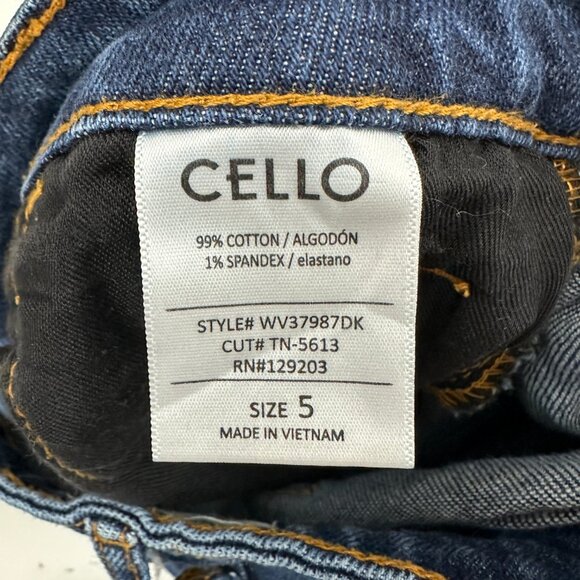 CELLO
99% COTTON / ALGODÓN
1% SPANDEX / elastano
STYLE# WV37987DK
CUT# TN-5613
RN#129203
SIZE 5
MADE IN VIETNAM